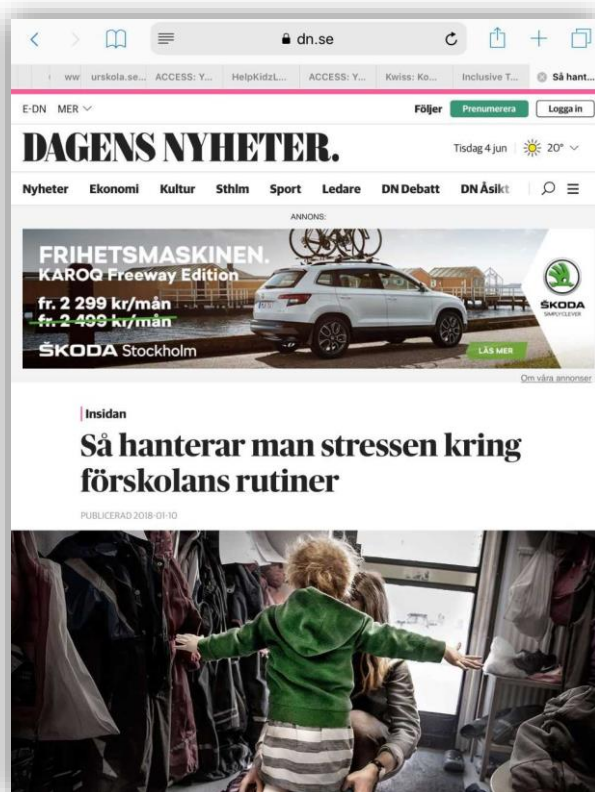 dn.se
ww
urskola.se...
ACCESS: Y...
HelpKidzL...
ACCESS: Y...
Kwiss: Ko...
Inclusive T...
Så hant...
E-DN MER
Följer Prenumerera Logga in
DAGENS NYHETER.
Tisdag 4 jun 20°
Nyheter Ekonomi Kultur Sthlm Sport Ledare DN Debatt DN Åsikt
ANNONS:
FRIHETSMASKINEN.
KAROQ Freeway Edition
fr. 2 299 kr/mån
fr. 2 499 kr/mån
ŠKODA Stockholm
ŠKODA
SIMPLY CLEVER
LÄS MER
Om våra annonser
Insidan
Så hanterar man stressen kring
förskolans rutiner
PUBLICERAD 2018-01-10